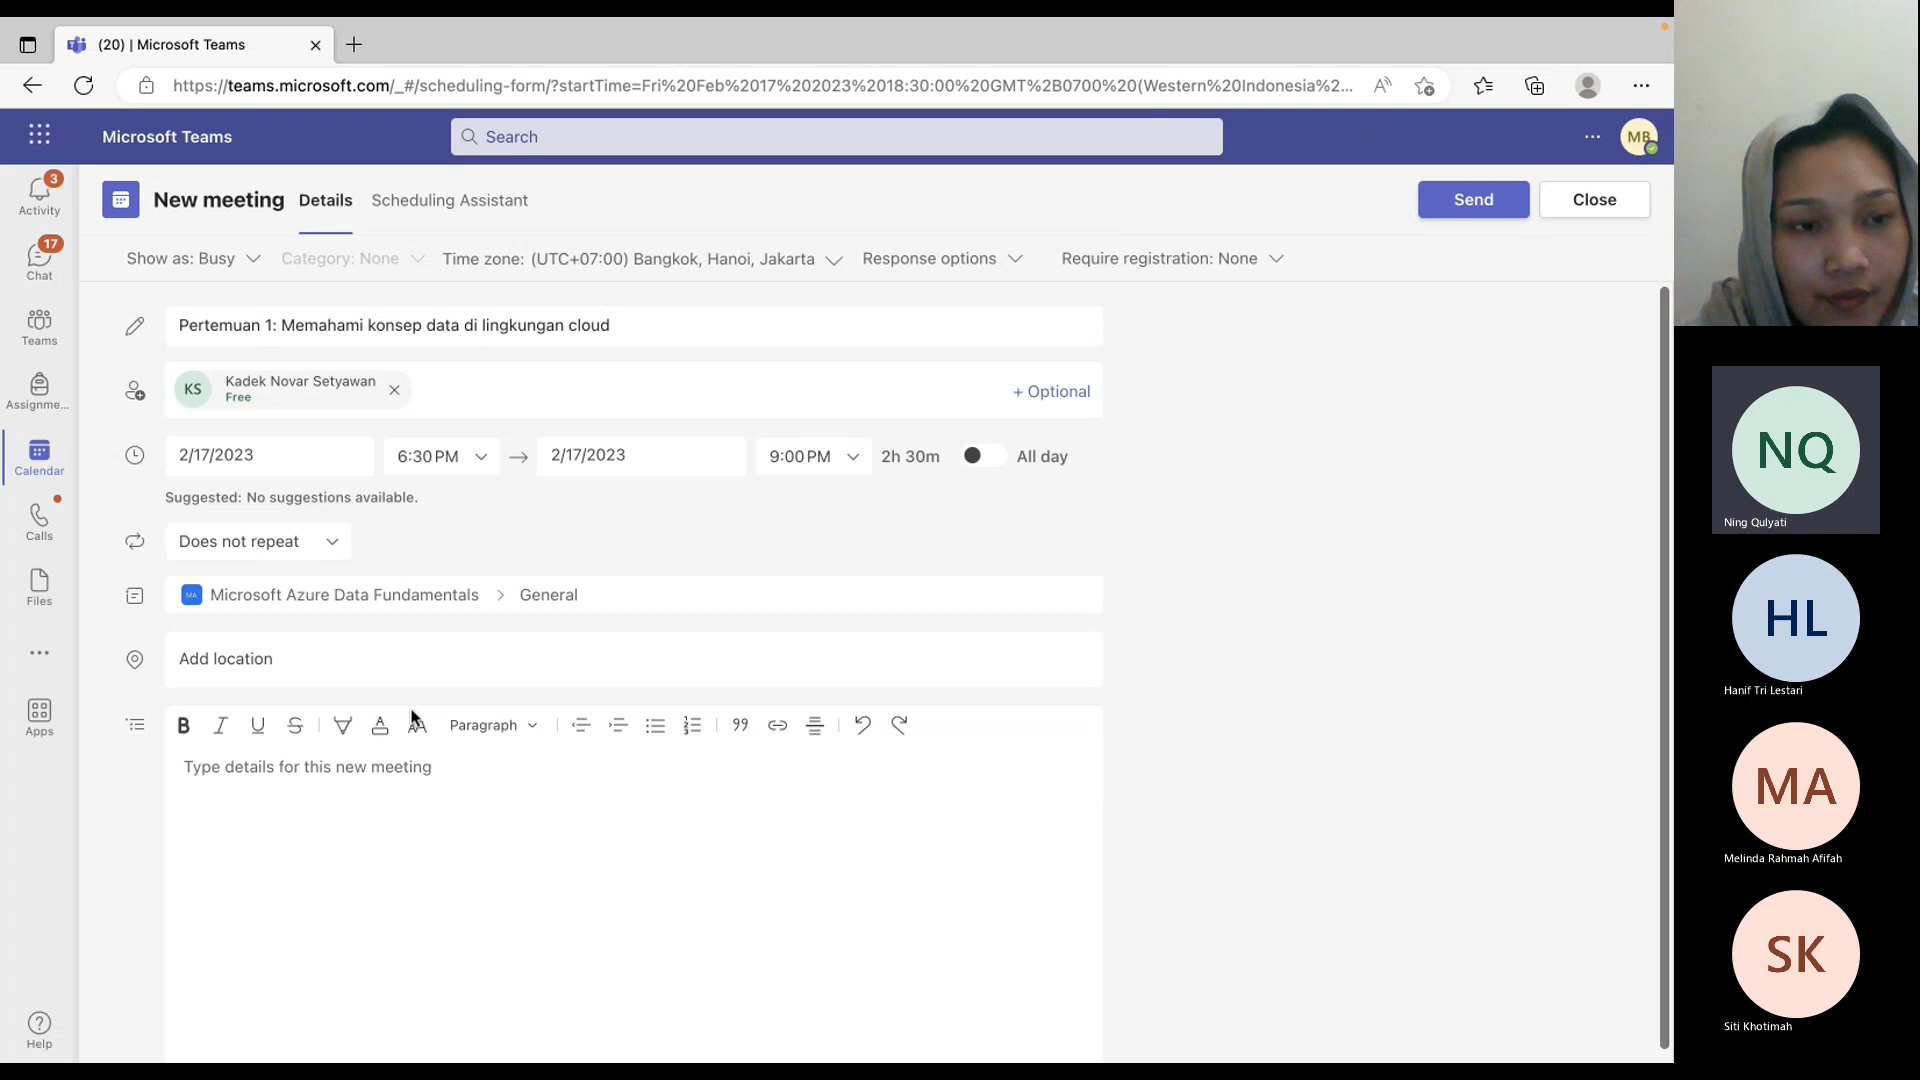 (20) | Microsoft Teams
https://teams.microsoft.com/_#/scheduling-form/?startTime=Fri%20Feb%2017%202023%2018:30:00%20GMT%2B0700%20(Western%20Indonesia%2...
Microsoft Teams
Search
MB
New meeting
Details
Scheduling Assistant
Send
Close
Show as: Busy
Category: None
Time zone: (UTC+07:00) Bangkok, Hanoi, Jakarta
Response options
Require registration: None
3
Activity
17
Chat
Teams
Assignme...
Calendar
Calls
Files
Apps
Help
Pertemuan 1: Memahami konsep data di lingkungan cloud
KS
Kadek Novar Setyawan
Free
+ Optional
2/17/2023
6:30 PM
2/17/2023
9:00 PM
2h 30m
All day
Suggested: No suggestions available.
Does not repeat
MA
Microsoft Azure Data Fundamentals > General
Add location
Paragraph
Type details for this new meeting
NQ
Ning Qulyati
HL
Hanif Tri Lestari
MA
Melinda Rahmah Afifah
SK
Siti Khotimah